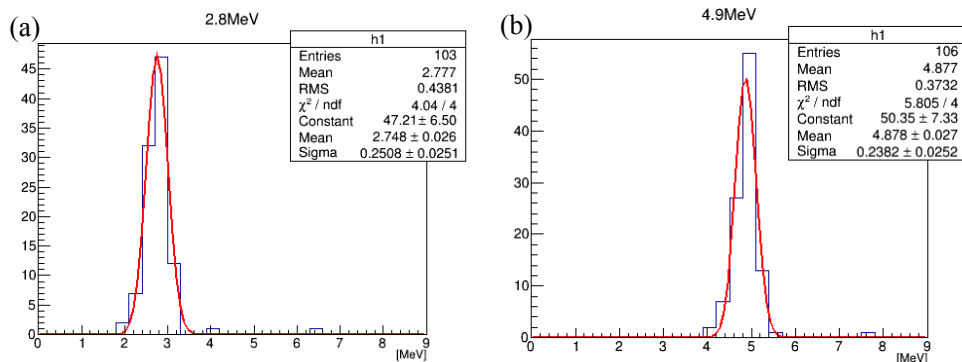 (a)
2.8MeV
h1
Entries 103
Mean 2.777
RMS 0.4381
χ² / ndf 4.04 / 4
Constant 47.21 ± 6.50
Mean 2.748 ± 0.026
Sigma 0.2508 ± 0.0251
45
40
35
30
25
20
15
10
5
0
0 1 2 3 4 5 6 7 8 9
[MeV]
(b)
4.9MeV
h1
Entries 106
Mean 4.877
RMS 0.3732
χ² / ndf 5.805 / 4
Constant 50.35 ± 7.33
Mean 4.878 ± 0.027
Sigma 0.2382 ± 0.0252
50
40
30
20
10
0
0 1 2 3 4 5 6 7 8 9
[MeV]